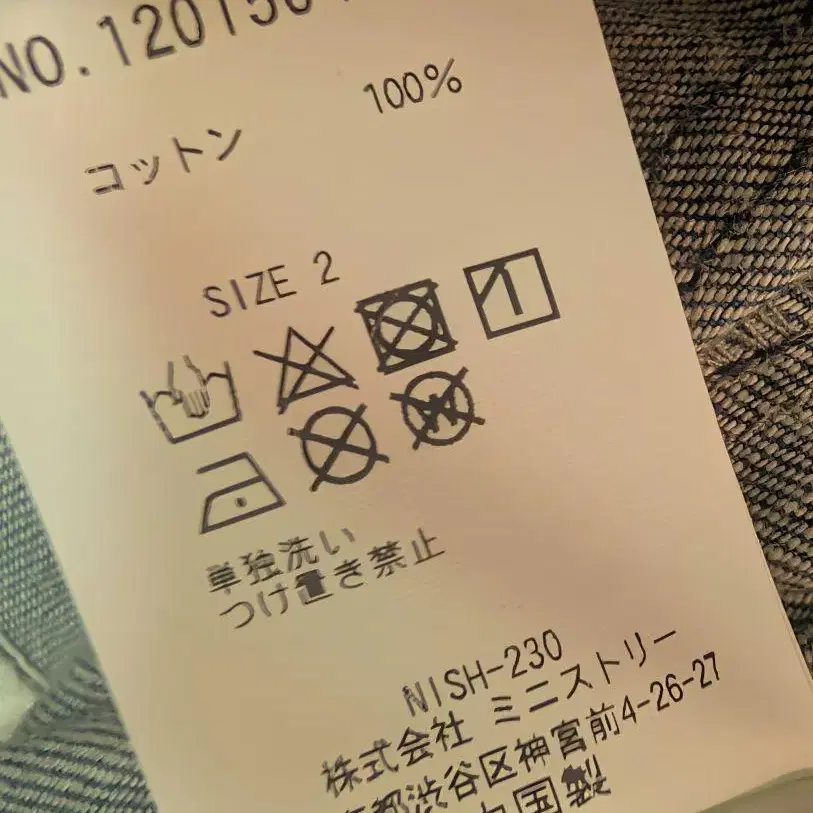 コットン 100%
SIZE 2
単独洗い
つけ置き禁止
NISH-230
株式会社 ミニストリー
都渋谷区神宮前4-26-27
国製